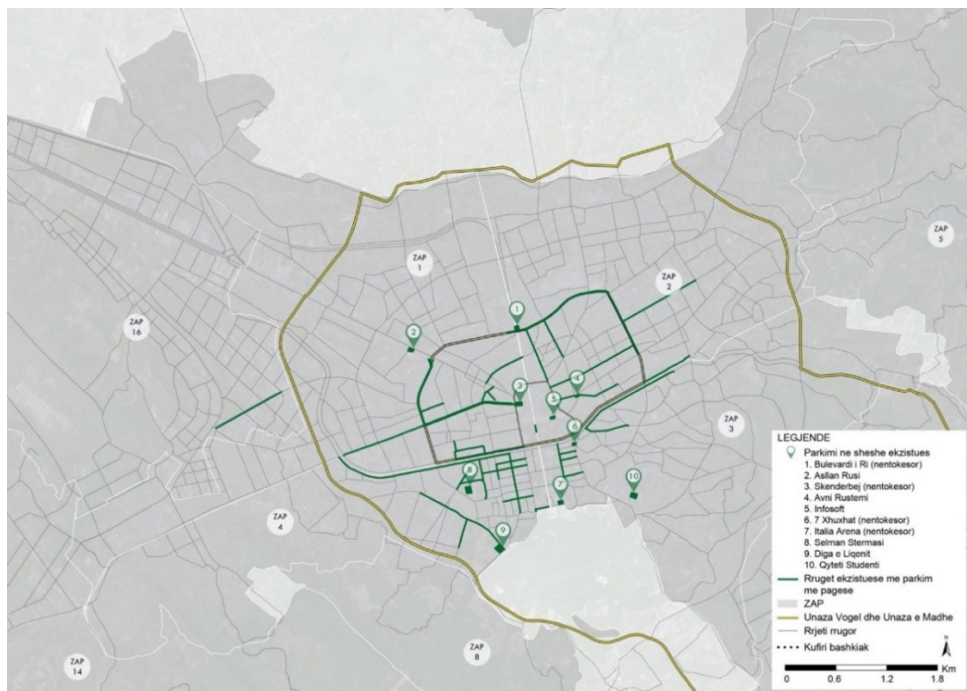 ZAP
5
ZAP
1
ZAP
2
1
ZAP
16
2
3
4
5
ZAP
3
6
8
10
7
ZAP
4
9
ZAP
8
ZAP
14
LEGJENDE
Parkimi ne sheshe ekzistues
1. Bulevardi i Ri (nentokesor)
2. Asllan Rusi
3. Skenderbej (nentokesor)
4. Avni Rustemi
5. Infosoft
6. 7 Xhuxhat (nentokesor)
7. Italia Arena (nentokesor)
8. Selman Stermasi
9. Diga e Liqenit
10. Qyteti Studenti
Rruget ekzistuese me parkim
me pagese
ZAP
Unaza Vogel dhe Unaza e Madhe
Rrjeti rrugor
Kufiri bashkiak
N
Km
0 0.6 1.2 1.8